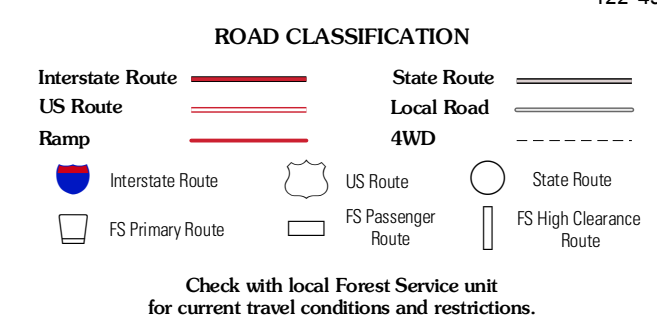 ROAD CLASSIFICATION
Interstate Route
State Route
US Route
Local Road
Ramp
4WD
Interstate Route
US Route
State Route
FS Primary Route
FS Passenger
Route
FS High Clearance
Route
Check with local Forest Service unit
for current travel conditions and restrictions.